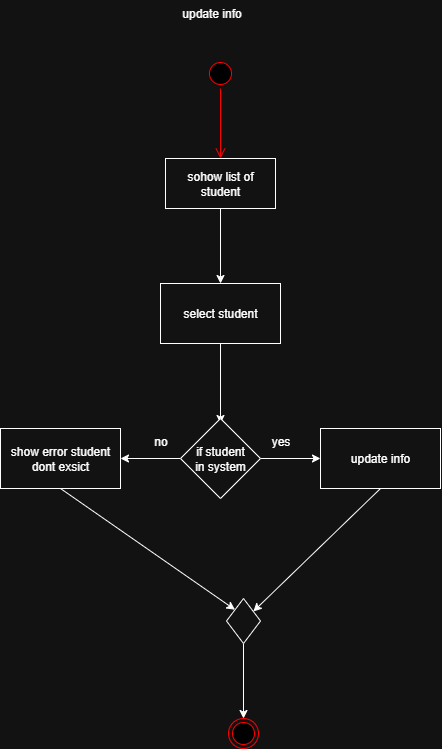 update info
sohow list of
student
select student
no
yes
show error student
dont exsict
if student
in system
update info